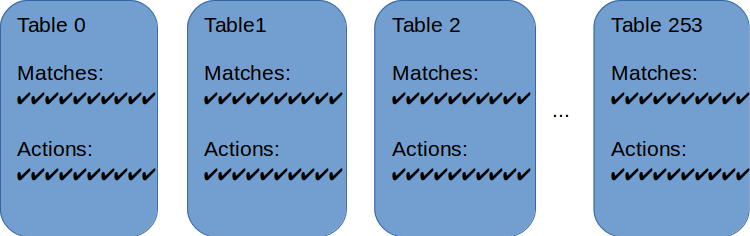 Table 0
Matches:
✔✔✔✔✔✔✔✔✔✔
Actions:
✔✔✔✔✔✔✔✔✔✔
Table1
Matches:
✔✔✔✔✔✔✔✔✔✔
Actions:
✔✔✔✔✔✔✔✔✔✔
Table 2
Matches:
✔✔✔✔✔✔✔✔✔✔
Actions:
✔✔✔✔✔✔✔✔✔✔
...
Table 253
Matches:
✔✔✔✔✔✔✔✔✔✔
Actions:
✔✔✔✔✔✔✔✔✔✔